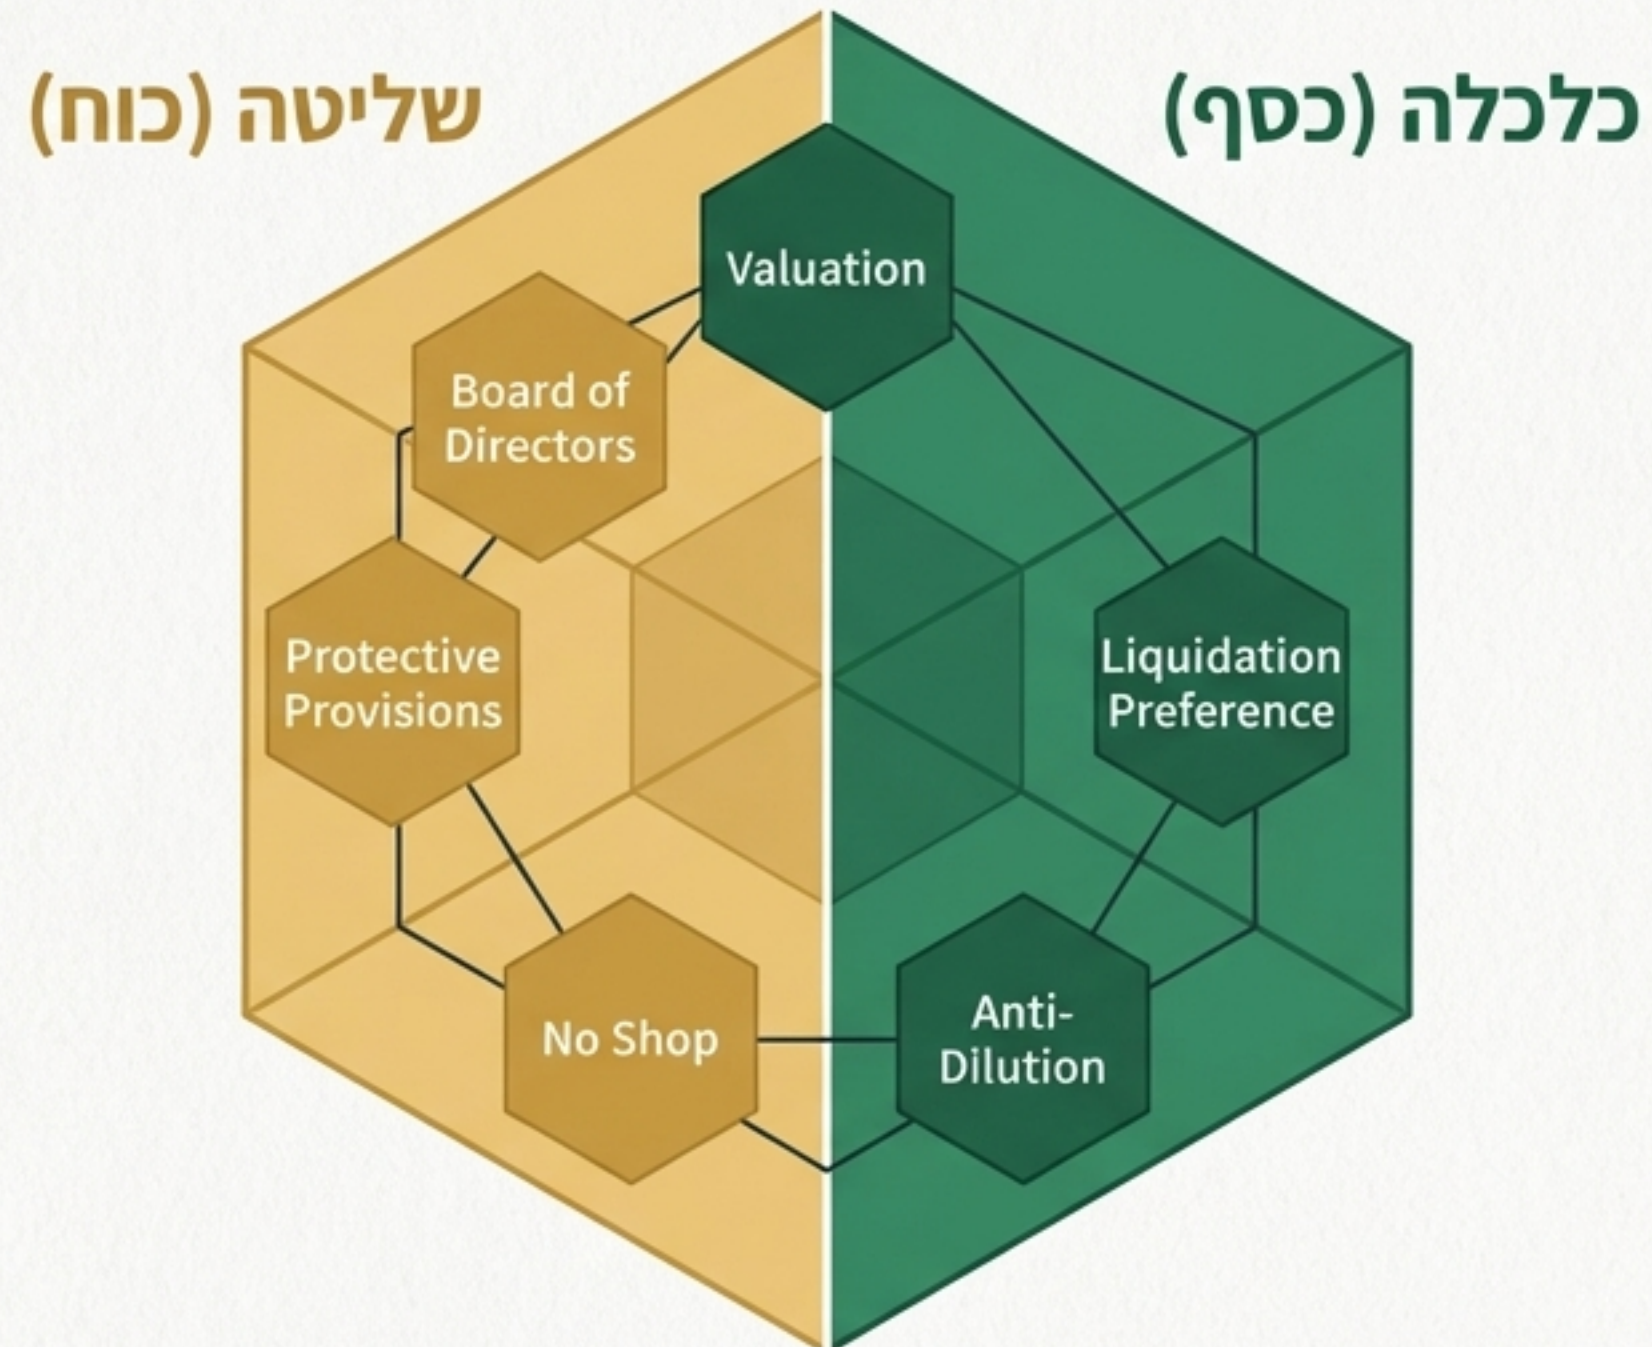 כלכלה (כסף)
שליטה (כוח)
Valuation
Board of
Directors
Protective
Provisions
Liquidation
Preference
No Shop
Anti-
Dilution